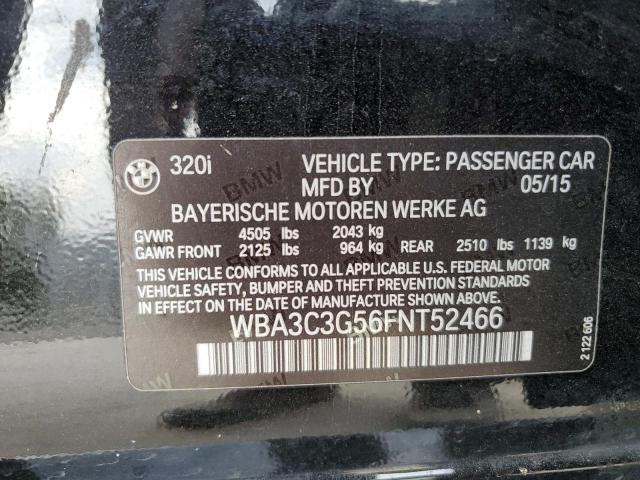 BMW 320i VEHICLE TYPE: PASSENGER CAR
MFD BY 05/15
BAYERISCHE MOTOREN WERKE AG
GVWR 4505 lbs 2043 kg
GAWR FRONT 2125 lbs 964 kg REAR 2510 lbs 1139 kg
THIS VEHICLE CONFORMS TO ALL APPLICABLE U.S. FEDERAL MOTOR
VEHICLE SAFETY, BUMPER AND THEFT PREVENTION STANDARDS
IN EFFECT ON THE DATE OF MANUFACTURE SHOWN ABOVE.
WBA3C3G56FNT52466
2 122 606